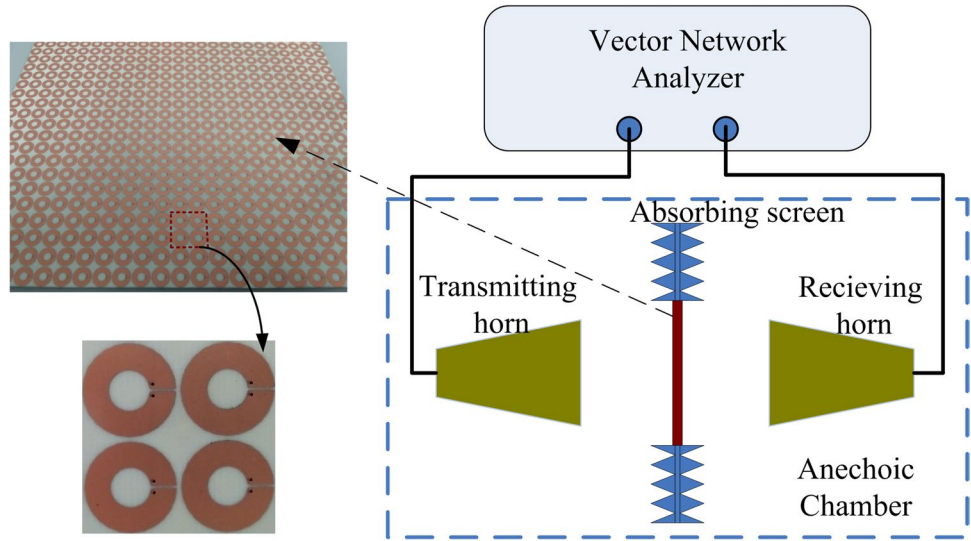 Vector Network
Analyzer
Absorbing screen
Transmitting
horn
Recieving
horn
Anechoic
Chamber